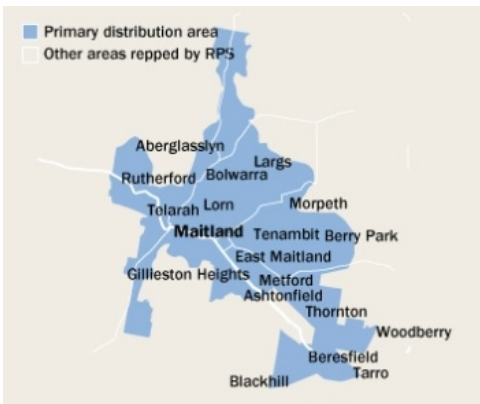 Primary distribution area
Other areas repped by RPS
Aberglasslyn
Largs
Rutherford
Bolwarra
Telarah
Lorn
Morpeth
Maitland
Tenambit
Berry Park
East Maitland
Gillieston Heights
Metford
Ashtonfield
Thornton
Woodberry
Beresfield
Tarro
Blackhill